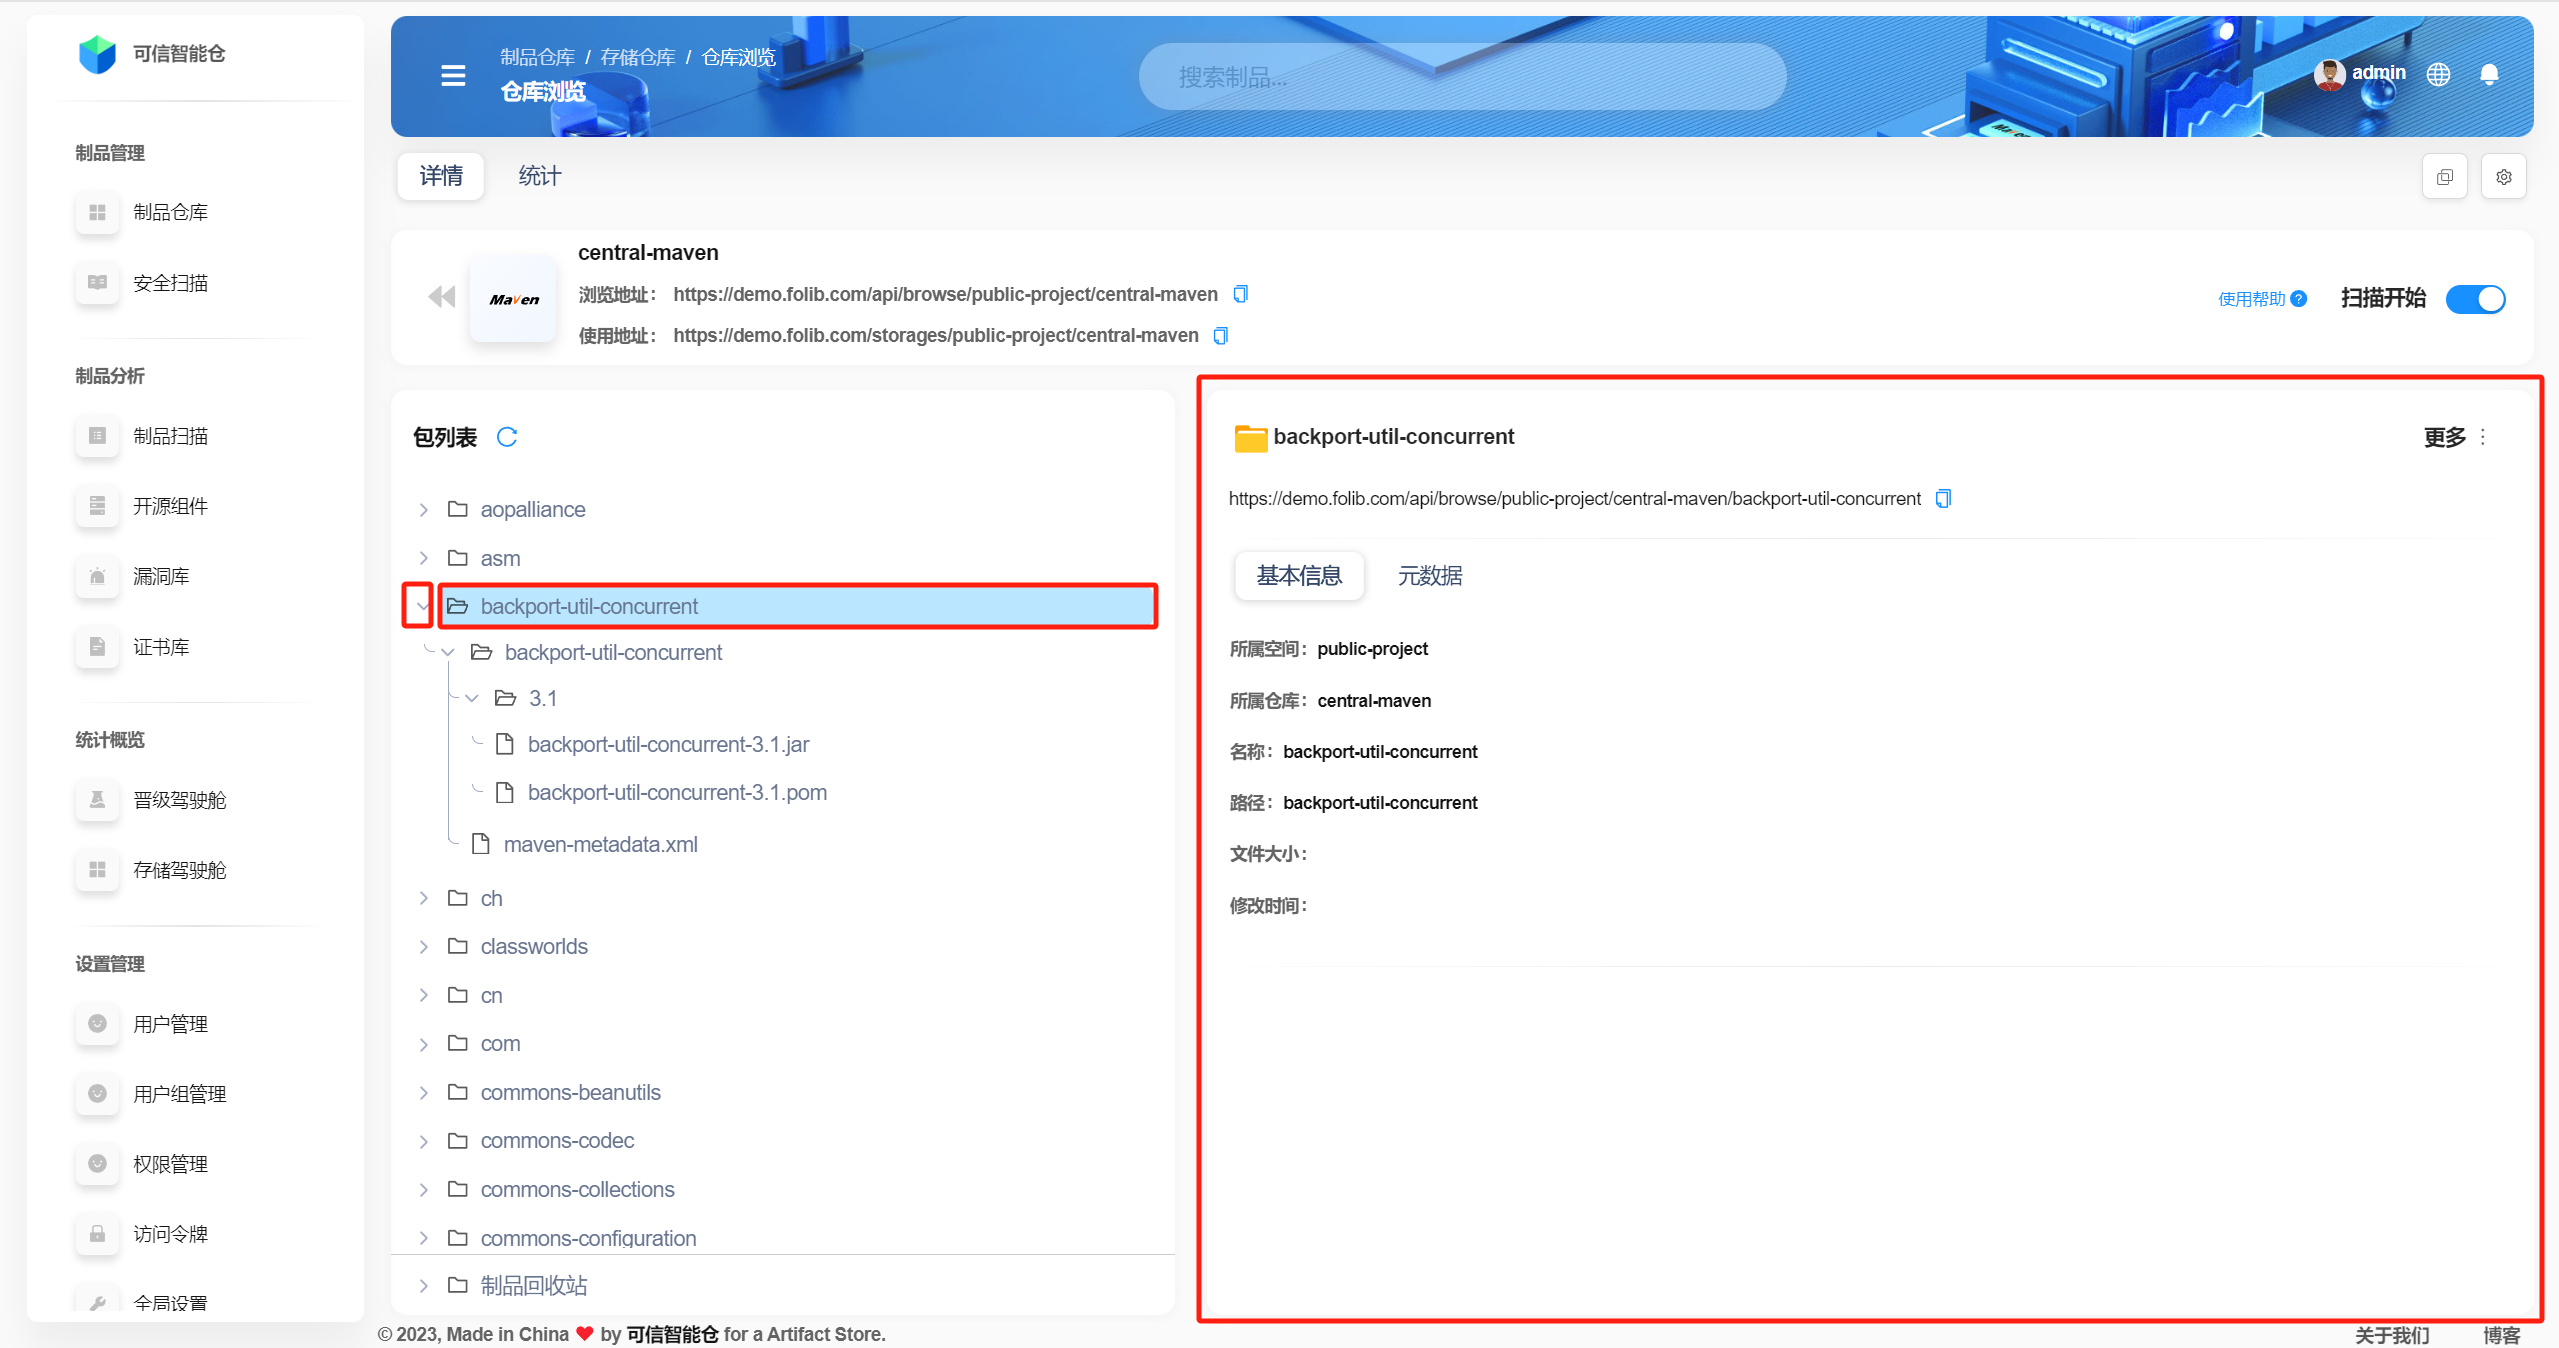 可信智能仓
制品管理
制品仓库
安全扫描
制品分析
制品扫描
开源组件
漏洞库
证书库
统计概览
晋级驾驶舱
存储驾驶舱
设置管理
用户管理
用户组管理
权限管理
访问令牌
全局设置
制品仓库 / 存储仓库 / 仓库浏览
仓库浏览
搜索制品...
admin
Maven
详情 统计
central-maven
Maven
浏览地址： https://demo.folib.com/api/browse/public-project/central-maven
使用地址： https://demo.folib.com/storages/public-project/central-maven
使用帮助 ? 扫描开始
包列表
aopalliance
asm
backport-util-concurrent
backport-util-concurrent
3.1
backport-util-concurrent-3.1.jar
backport-util-concurrent-3.1.pom
maven-metadata.xml
ch
classworlds
cn
com
commons-beanutils
commons-codec
commons-collections
commons-configuration
制品回收站
backport-util-concurrent
更多
https://demo.folib.com/api/browse/public-project/central-maven/backport-util-concurrent
基本信息 元数据
所属空间： public-project
所属仓库： central-maven
名称： backport-util-concurrent
路径： backport-util-concurrent
文件大小：
修改时间：
© 2023, Made in China ❤ by 可信智能仓 for a Artifact Store.
关于我们 博客